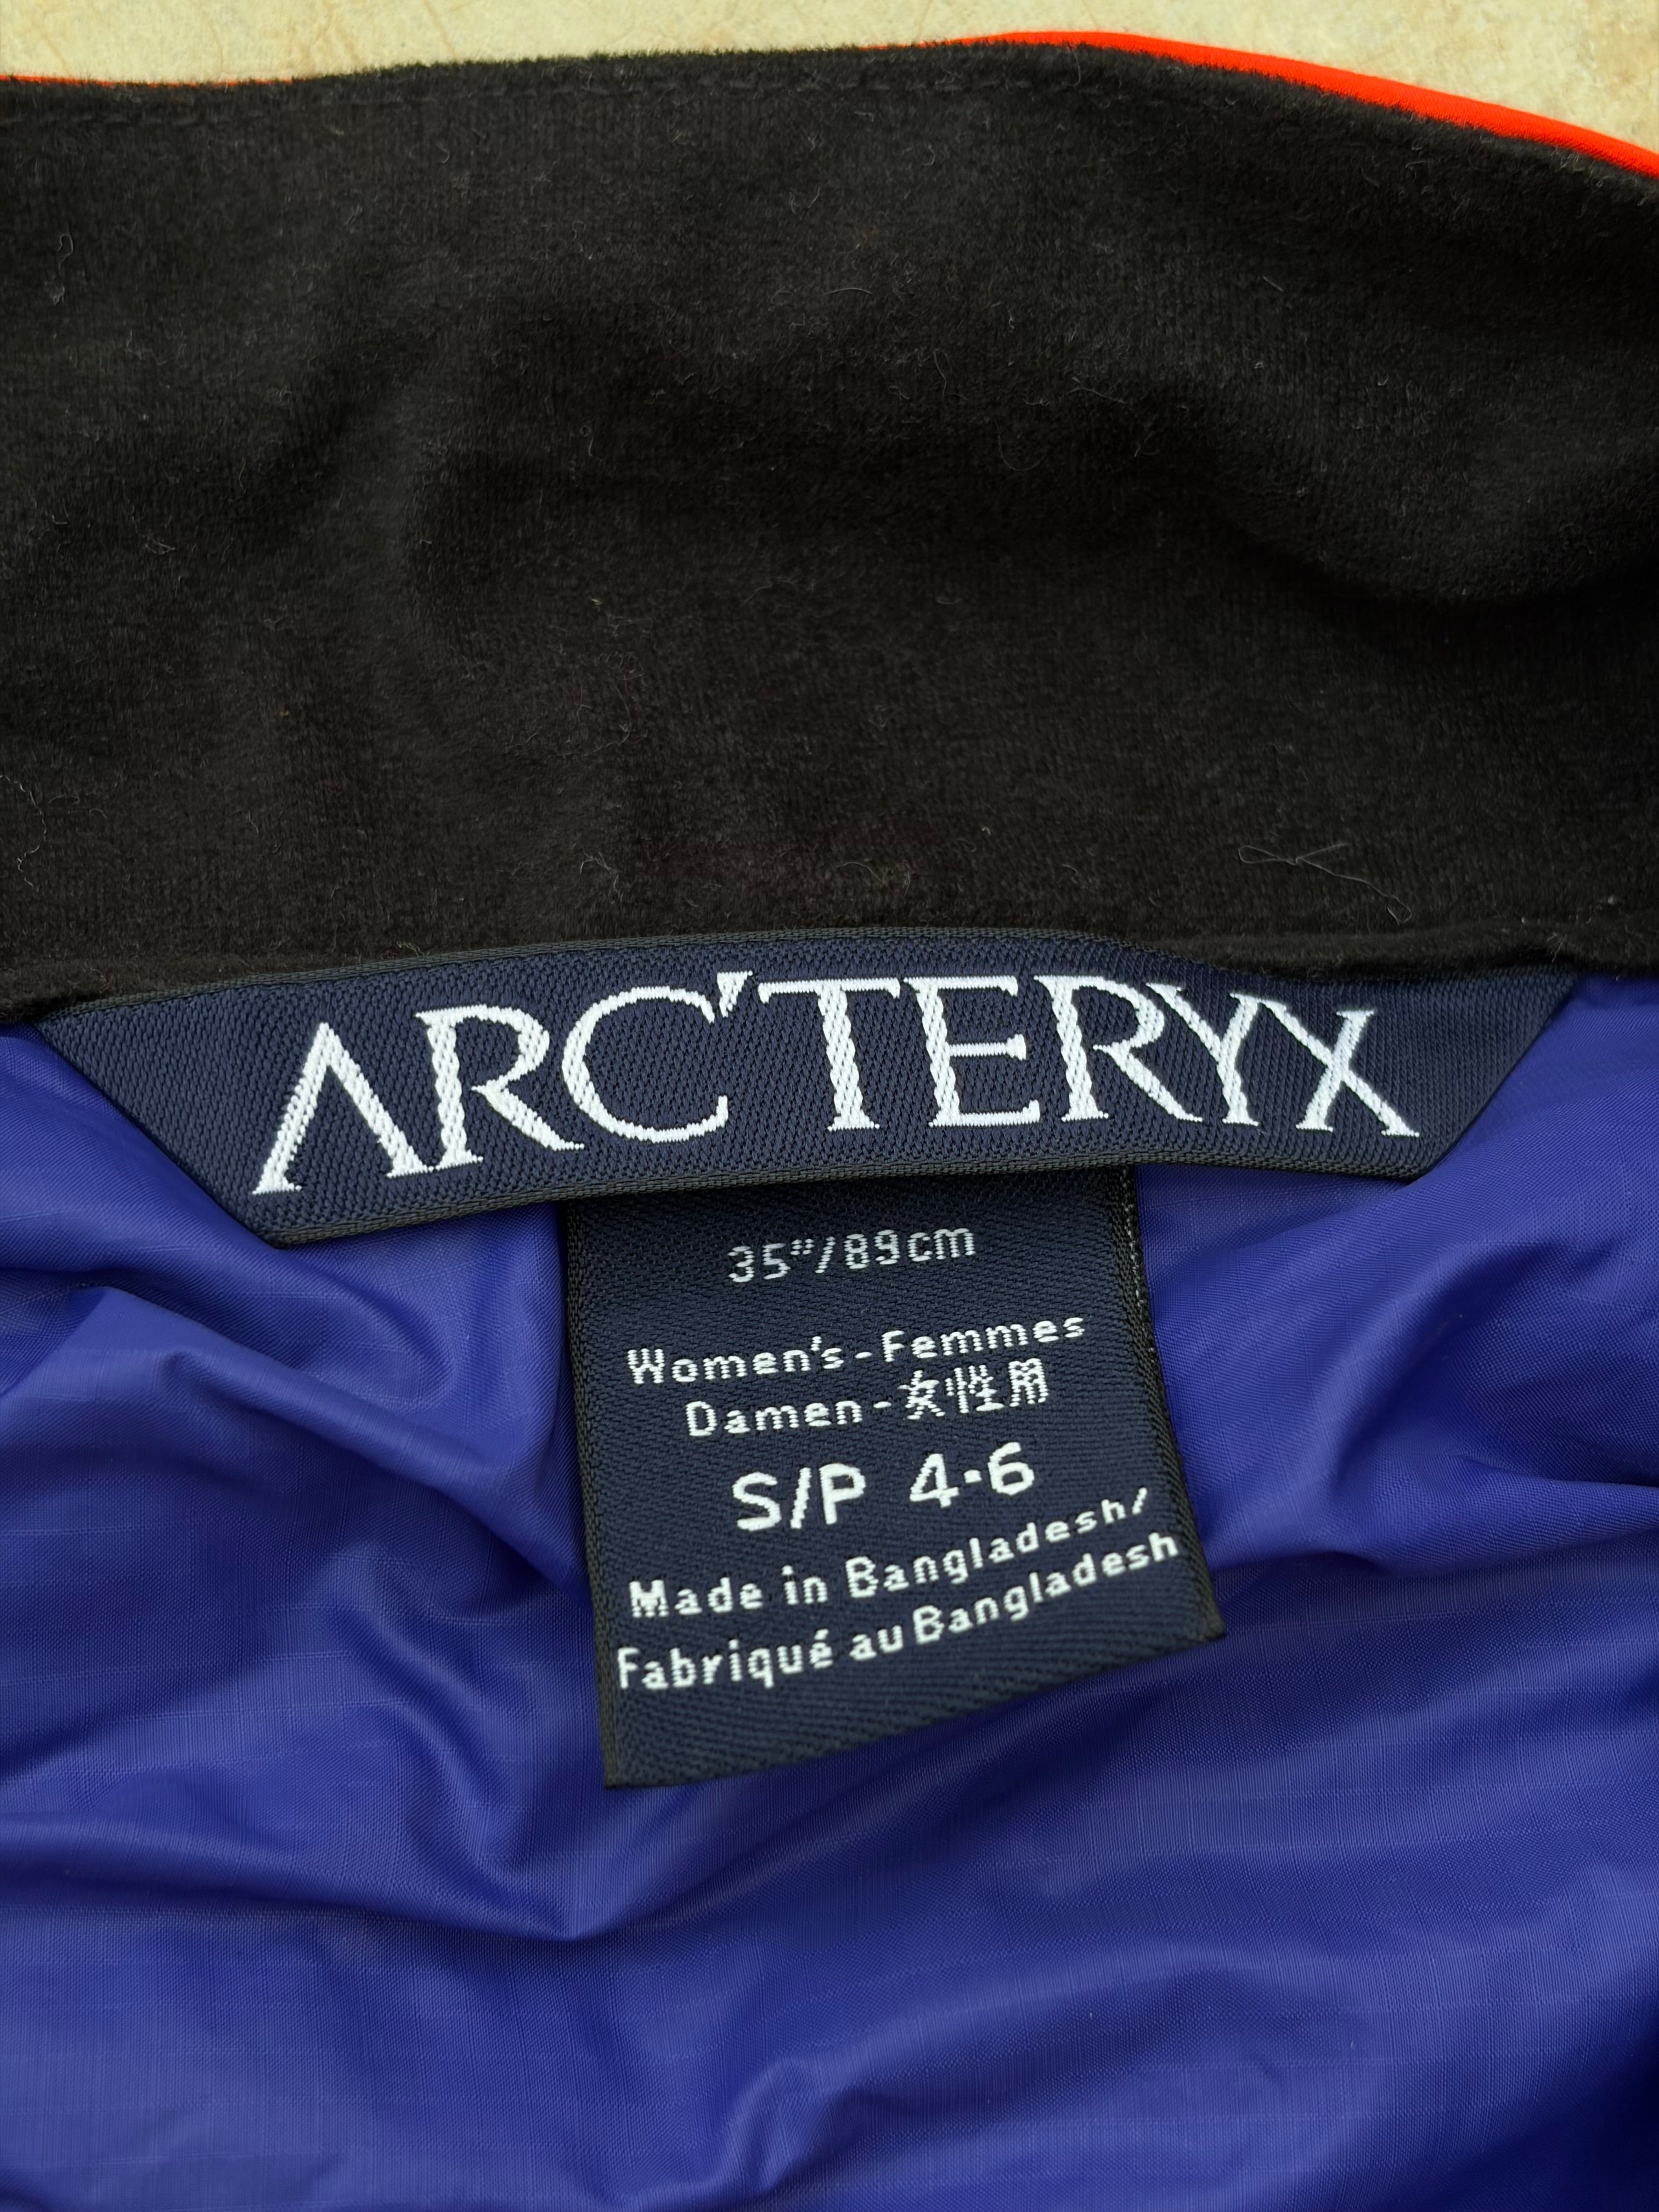 ARC'TERYX
35"/89cm
Women's-Femmes
Damen-女性用
S/P 4-6
Made in Bangladesh/
Fabriqué au Bangladesh